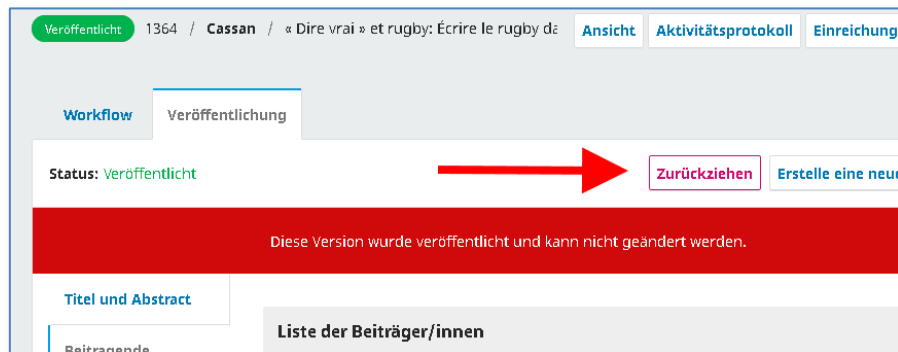 Veröffentlicht 1364 / Cassan / « Dire vrai » et rugby: Écrire le rugby da Ansicht Aktivitätsprotokoll Einreichung
Workflow Veröffentlichung
Status: Veröffentlicht Zurückziehen Erstelle eine neue
Diese Version wurde veröffentlicht und kann nicht geändert werden.
Titel und Abstract
Liste der Beiträger/innen
Beitragende